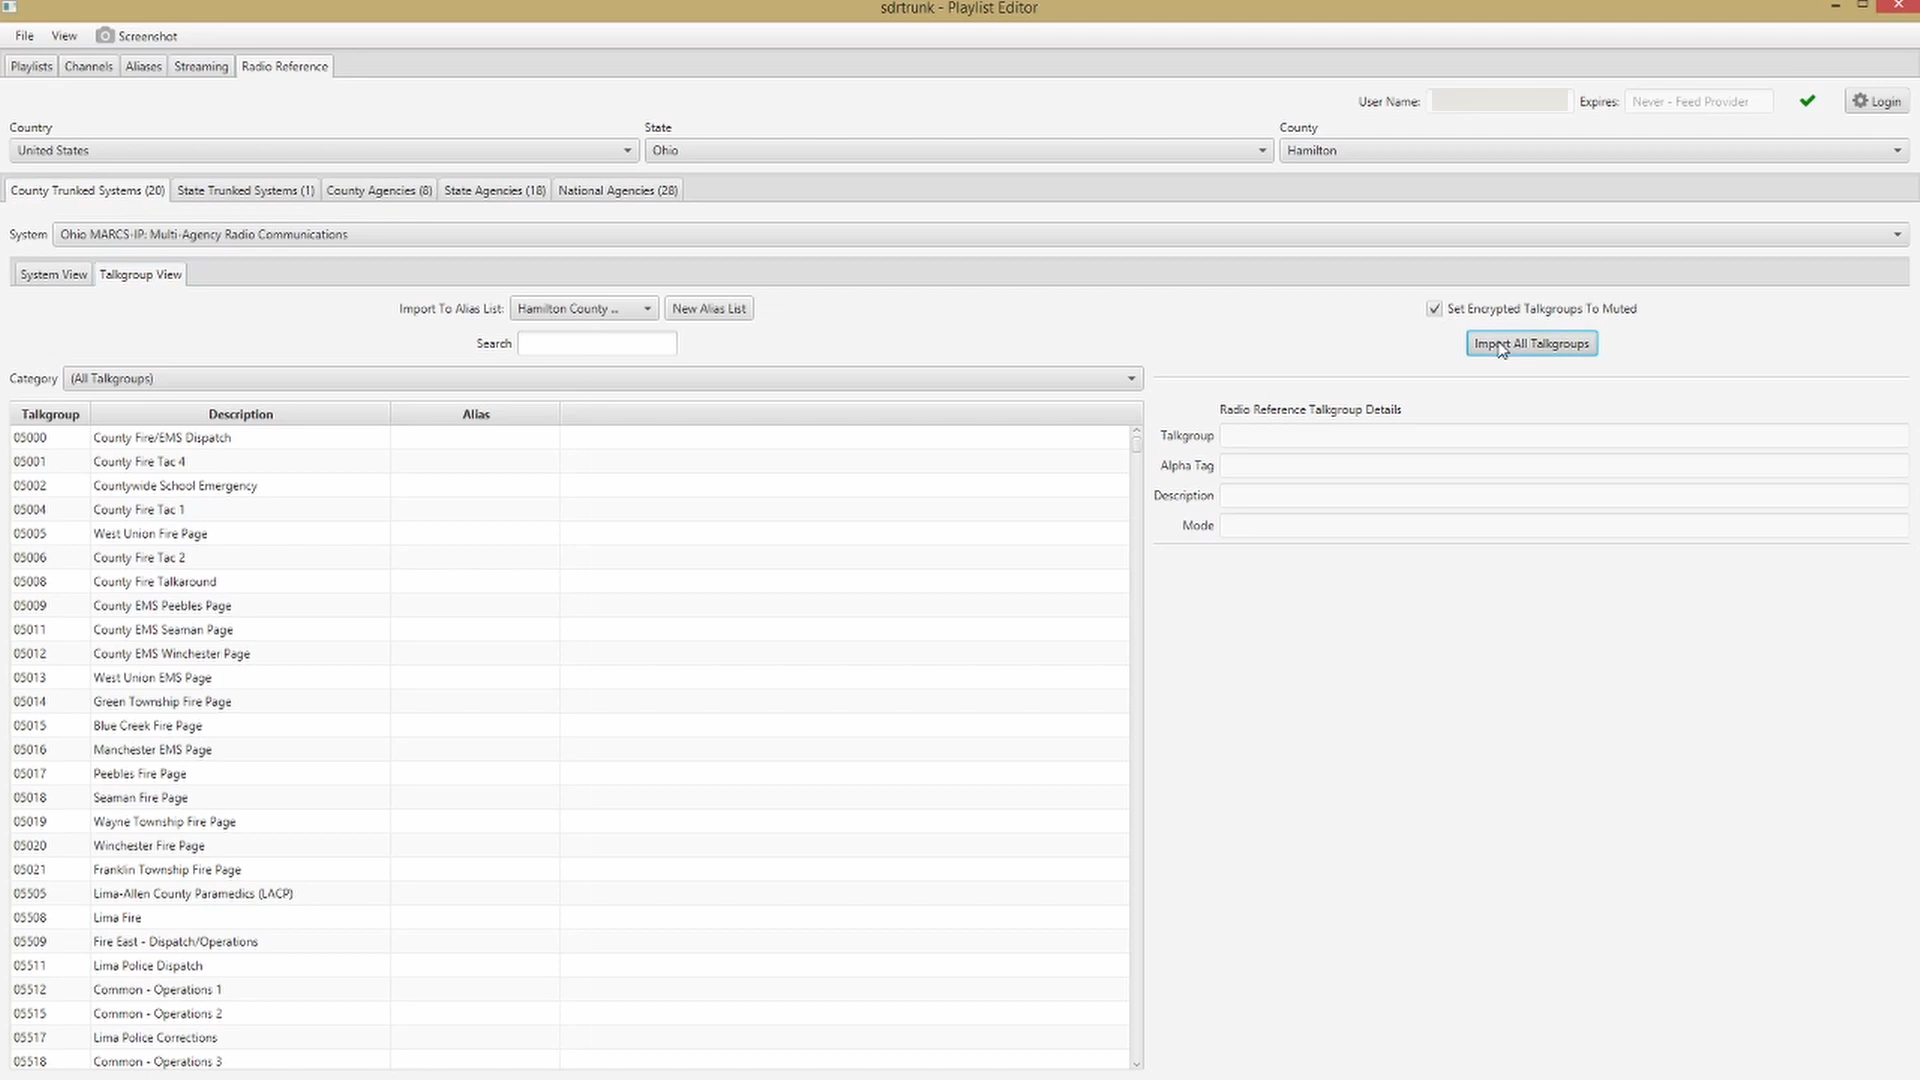 sdrtrunk - Playlist Editor
File View Screenshot
Playlists Channels Aliases Streaming Radio Reference
User Name: Expires: Never - Feed Provider Login
Country State County
United States Ohio Hamilton
County Trunked Systems (20) State Trunked Systems (1) County Agencies (8) State Agencies (18) National Agencies (28)
System Ohio MARCS-IP: Multi-Agency Radio Communications
System View Talkgroup View
Import To Alias List: Hamilton County .. New Alias List Set Encrypted Talkgroups To Muted
Search Import All Talkgroups
Category (All Talkgroups)
Talkgroup Description Alias
Radio Reference Talkgroup Details
Talkgroup
Alpha Tag
Description
Mode
05000 County Fire/EMS Dispatch
05001 County Fire Tac 4
05002 Countywide School Emergency
05004 County Fire Tac 1
05005 West Union Fire Page
05006 County Fire Tac 2
05008 County Fire Talkaround
05009 County EMS Peebles Page
05011 County EMS Seaman Page
05012 County EMS Winchester Page
05013 West Union EMS Page
05014 Green Township Fire Page
05015 Blue Creek Fire Page
05016 Manchester EMS Page
05017 Peebles Fire Page
05018 Seaman Fire Page
05019 Wayne Township Fire Page
05020 Winchester Fire Page
05021 Franklin Township Fire Page
05505 Lima-Allen County Paramedics (LACP)
05508 Lima Fire
05509 Fire East - Dispatch/Operations
05511 Lima Police Dispatch
05512 Common - Operations 1
05515 Common - Operations 2
05517 Lima Police Corrections
05518 Common - Operations 3